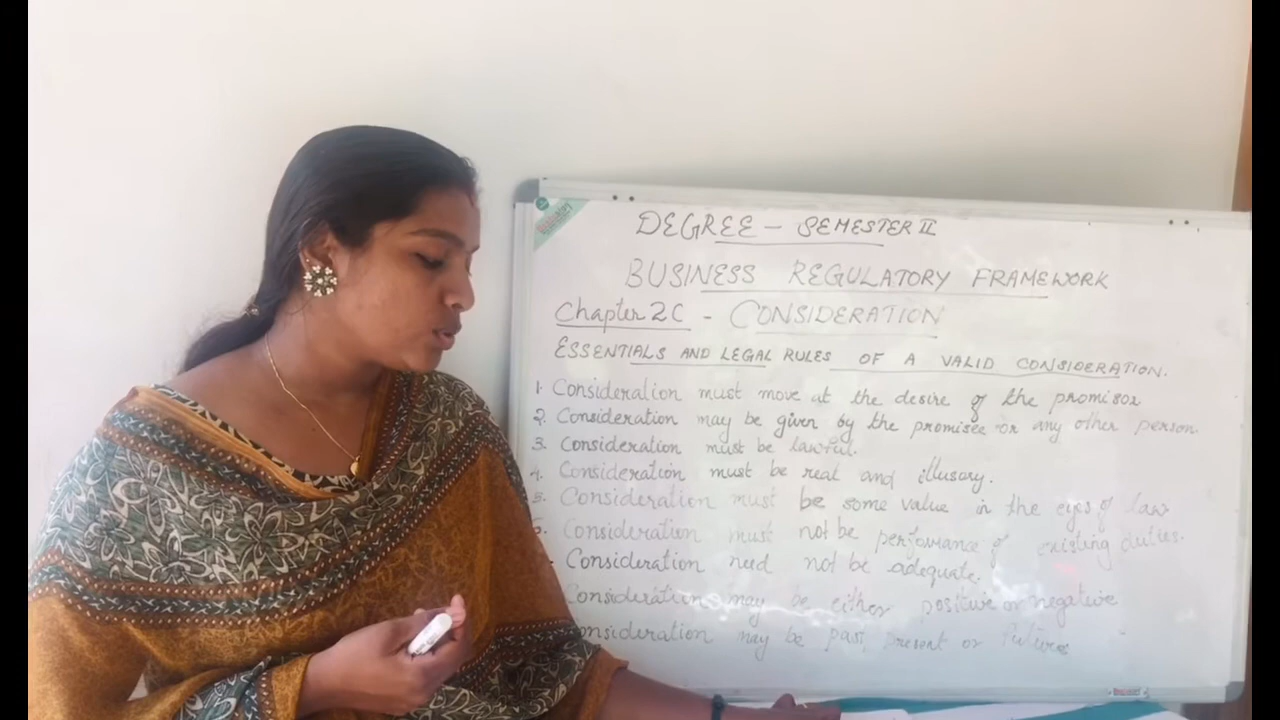 DEGREE - SEMESTER II
BUSINESS REGULATORY FRAMEWORK
Chapter 2C - CONSIDERATION
ESSENTIALS AND LEGAL RULES OF A VALID CONSIDERATION.
1. Consideration must move at the desire of the promisor
2. Consideration may be given by the promisee or any other person
3. Consideration must be lawful.
4. Consideration must be real and illusory.
5. Consideration must be some value in the eyes of law
6. Consideration must not be performance of existing duties.
Consideration need not be adequate.
Consideration may be either positive or negative
onsideration may be past, present or future